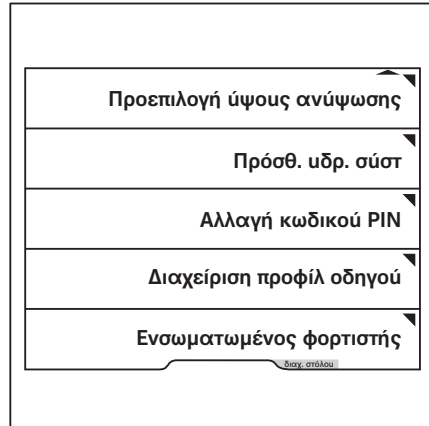 Προεπιλογή ύψους ανύψωσης
Πρόσθ. υδρ. σύστ
Αλλαγή κωδικού PIN
Διαχείριση προφίλ οδηγού
Ενσωματωμένος φορτιστής
διαχ. στόλου